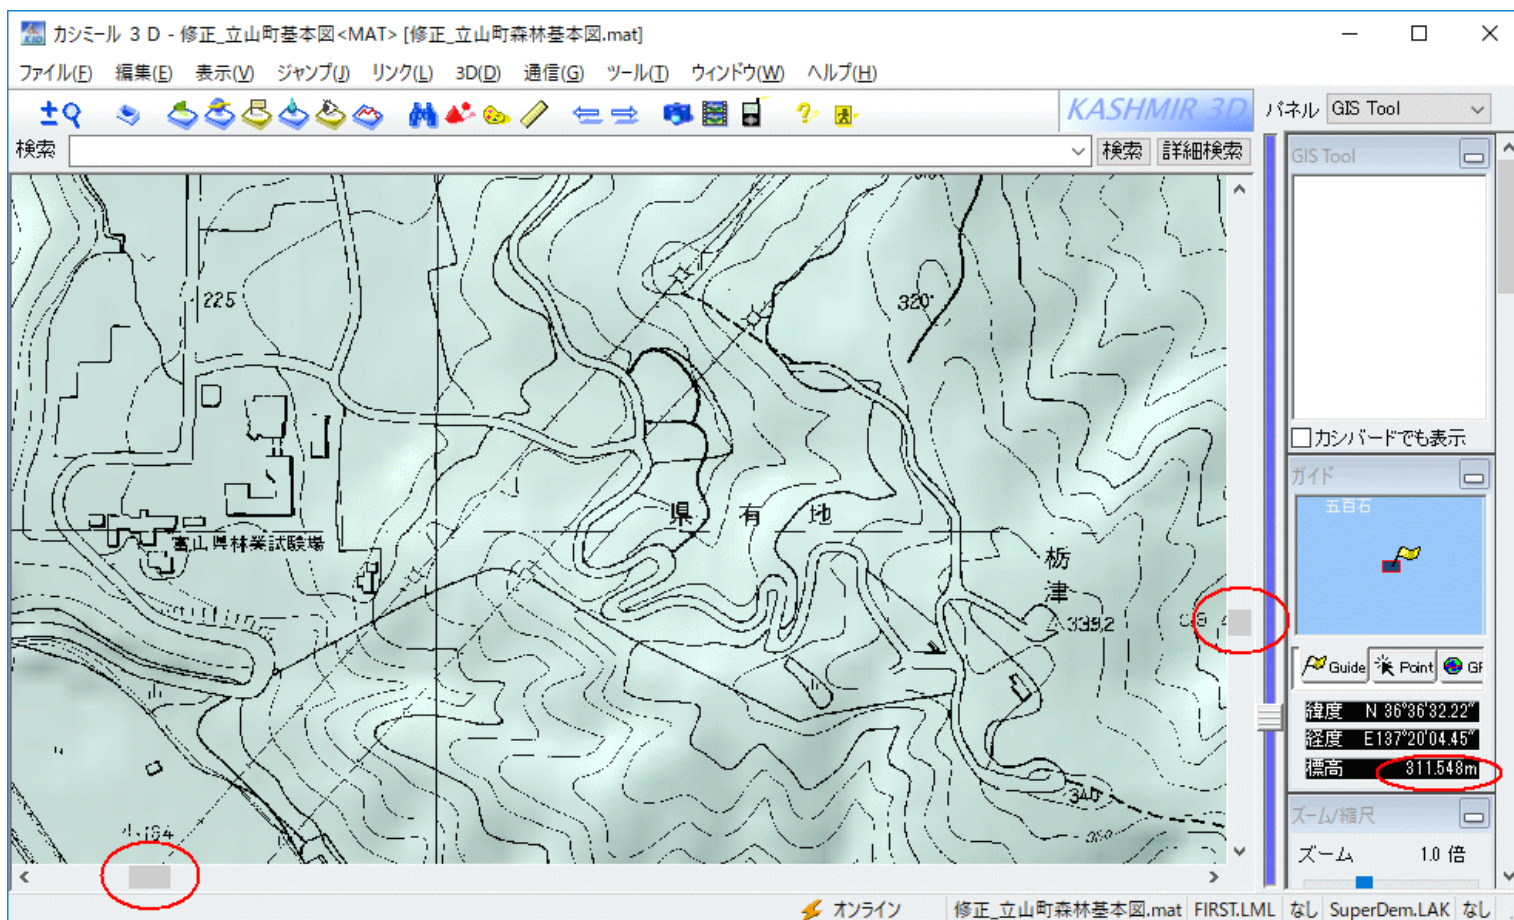 カシミール 3D - 修正_立山町基本図<MAT> [修正_立山町森林基本図.mat]
ファイル(F) 編集(E) 表示(V) ジャンプ(J) リンク(L) 3D(D) 通信(G) ツール(T) ウィンドウ(W) ヘルプ(H)
KASHMIR 3D
パネル GIS Tool
検索 検索 詳細検索
GIS Tool
カシバードでも表示
ガイド
五百石
Guide Point
緯度 N 36°36'32.22"
経度 E137°20'04.45"
標高 311.548m
ズーム/縮尺
ズーム 1.0 倍
225
320
県有地
富山県林業試験場
栃津
339.2
340
オンライン 修正_立山町森林基本図.mat FIRST.LML なし SuperDem.LAK なし